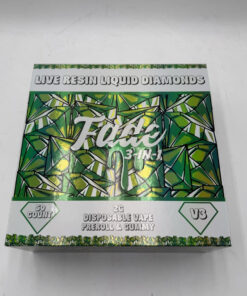 LIVE RESIN LIQUID DIAMONDS
Fade
3-IN-1
50
COUNT
2G
DISPOSABLE VAPE
PREROLL & GUMMY
V3